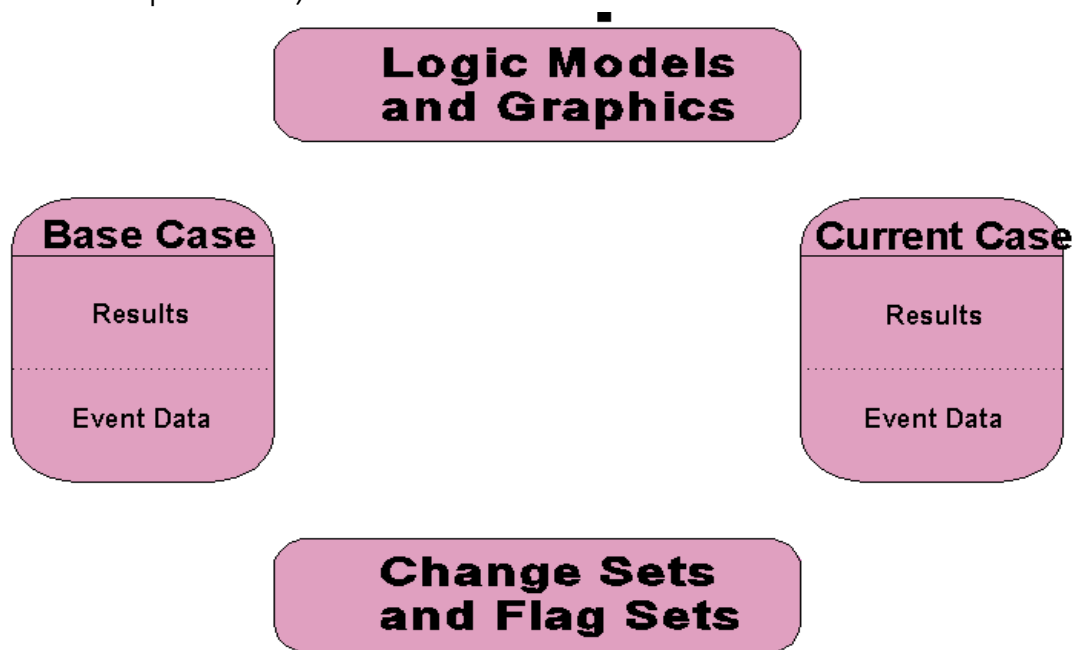 Logic Models
and Graphics
Base Case
Current Case
Results
Results
Event Data
Event Data
Change Sets
and Flag Sets